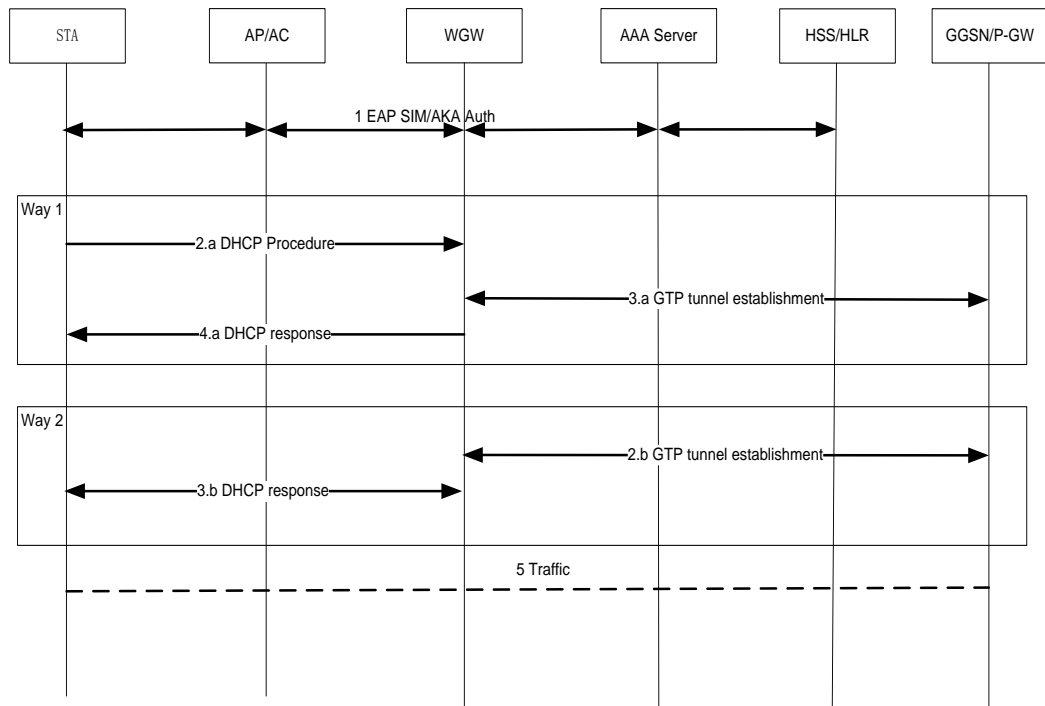 STA
AP/AC
WGW
AAA Server
HSS/HLR
GGSN/P-GW
1 EAP SIM/AKA Auth
Way 1
2.a DHCP Procedure
3.a GTP tunnel establishment
4.a DHCP response
Way 2
2.b GTP tunnel establishment
3.b DHCP response
5 Traffic